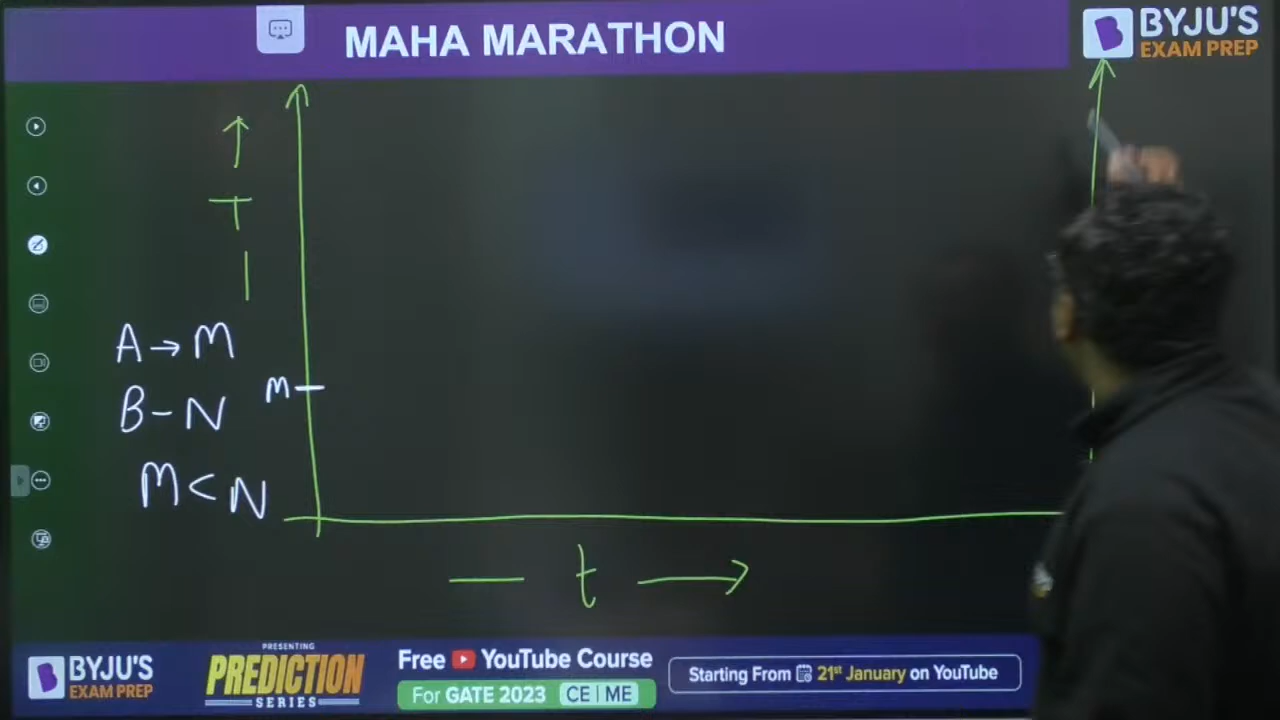 MAHA MARATHON
BYJU'S
EXAM PREP
T
A → M
B - N
M < N
M
t
BYJU'S
EXAM PREP
PRESENTING
PREDICTION
SERIES
Free YouTube Course
For GATE 2023 CE | ME
Starting From 21st January on YouTube